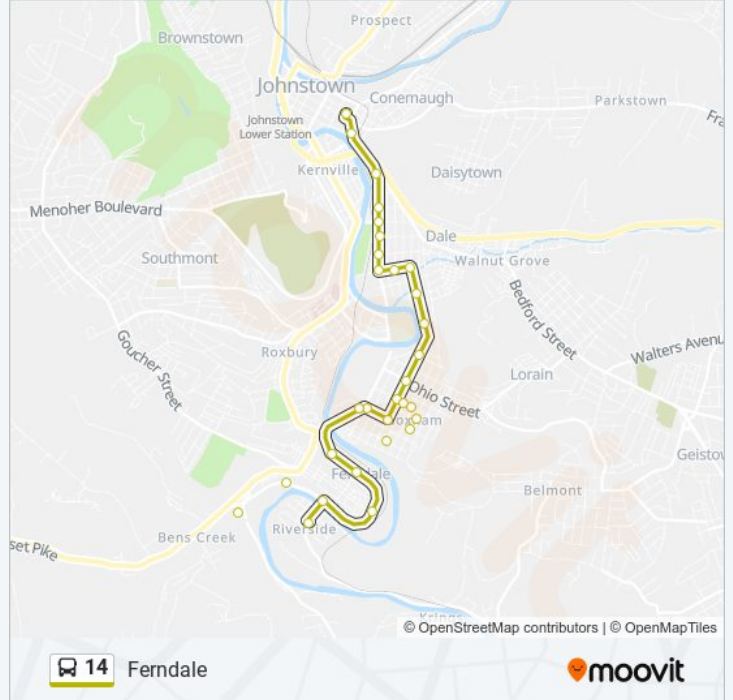 Prospect
Brownstown
Johnstown
Conemaugh
Parkstown
Johnstown
Lower Station
Kernville
Daisytown
Menoher Boulevard
Dale
Walnut Grove
Southmont
Bedford Street
Goucher Street
Roxbury
Walters Avenu
Lorain
Ohio Street
Geistow
Belmont
Riverside
Bens Creek
set Pike
© OpenStreetMap contributors | © OpenMapTiles
14 Ferndale
moovit